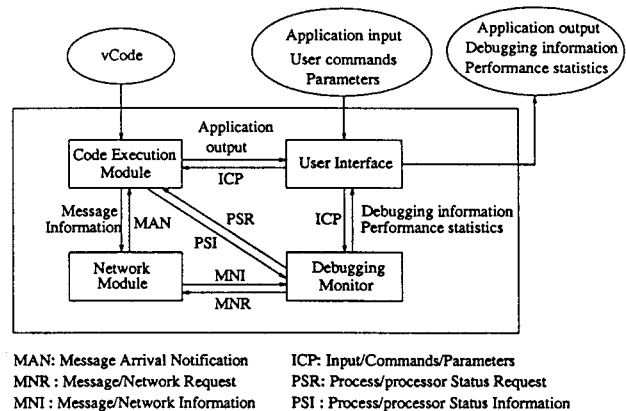 vCode
Application input
User commands
Parameters
Application output
Debugging information
Performance statistics
Code Execution
Module
Application
output
ICP
User Interface
Message
Information
MAN
PSR
PSI
ICP
Debugging information
Performance statistics
Network
Module
MNI
MNR
Debugging
Monitor
MAN: Message Arrival Notification
MNR : Message/Network Request
MNI : Message/Network Information
ICP: Input/Commands/Parameters
PSR: Process/processor Status Request
PSI : Process/processor Status Information